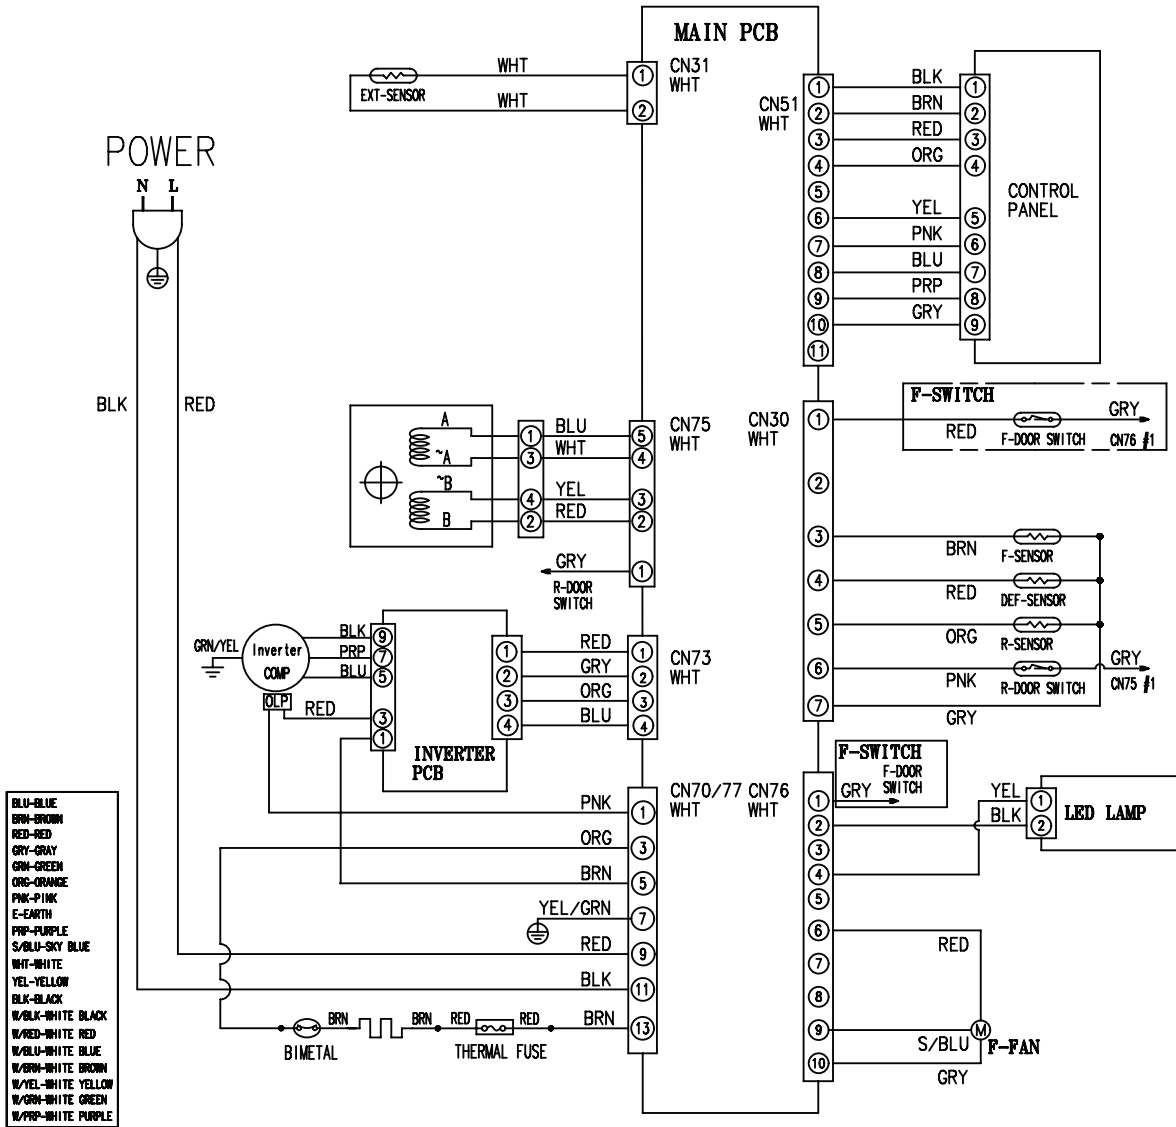 MAIN PCB
POWER
N L
BLK
RED
EXT-SENSOR
WHT
WHT
1
2
CN31
WHT
CN51
WHT
1
2
3
4
5
6
7
8
9
10
11
BLK
BRN
RED
ORG
YEL
PNK
BLU
PRP
GRY
1
2
3
4
5
6
7
8
9
CONTROL
PANEL
A
~A
~B
B
1
3
4
2
BLU
WHT
YEL
RED
GRY
R-DOOR
SWITCH
5
4
3
2
1
CN75
WHT
CN30
WHT
1
2
3
4
5
6
7
F-SWITCH
RED
F-DOOR SWITCH
GRY
CN76 #1
BRN
F-SENSOR
RED
DEF-SENSOR
ORG
R-SENSOR
PNK
R-DOOR SWITCH
GRY
CN75 #1
GRY
GRN/YEL
Inverter
COMP
OLP
BLK
PRP
BLU
RED
9
7
5
3
1
INVERTER
PCB
1
2
3
4
RED
GRY
ORG
BLU
1
2
3
4
CN73
WHT
CN70/77
WHT
PNK
ORG
BRN
YEL/GRN
RED
BLK
BRN
1
3
5
7
9
11
13
BIMETAL
BRN
BRN
RED
RED
THERMAL FUSE
CN76
WHT
1
2
3
4
5
6
7
8
9
10
F-SWITCH
F-DOOR
SWITCH
GRY
YEL
BLK
1
2
LED LAMP
RED
S/BLU
GRY
M
F-FAN
BLU-BLUE
BRN-BROWN
RED-RED
GRY-GRAY
GRN-GREEN
ORG-ORANGE
PNK-PINK
E-EARTH
PRP-PURPLE
S/BLU-SKY BLUE
WHT-WHITE
YEL-YELLOW
BLK-BLACK
W/BLK-WHITE BLACK
W/RED-WHITE RED
W/BLU-WHITE BLUE
W/BRN-WHITE BROWN
W/YEL-WHITE YELLOW
W/GRN-WHITE GREEN
W/PRP-WHITE PURPLE